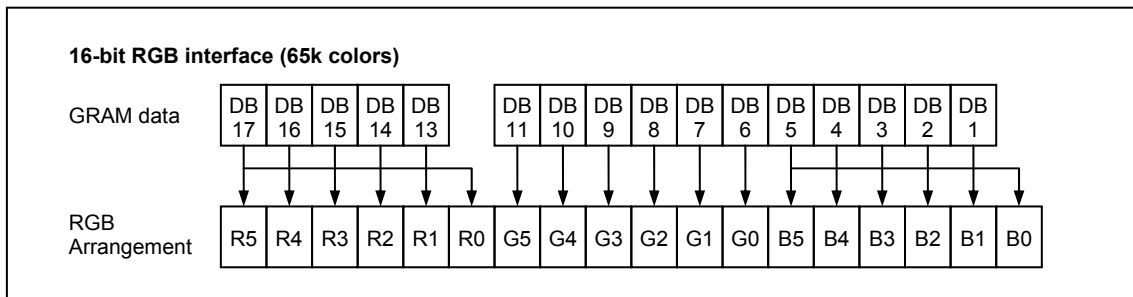 16-bit RGB interface (65k colors)
GRAM data
DB 17 DB 16 DB 15 DB 14 DB 13 DB 11 DB 10 DB 9 DB 8 DB 7 DB 6 DB 5 DB 4 DB 3 DB 2 DB 1
RGB
Arrangement
R5 R4 R3 R2 R1 R0 G5 G4 G3 G2 G1 G0 B5 B4 B3 B2 B1 B0